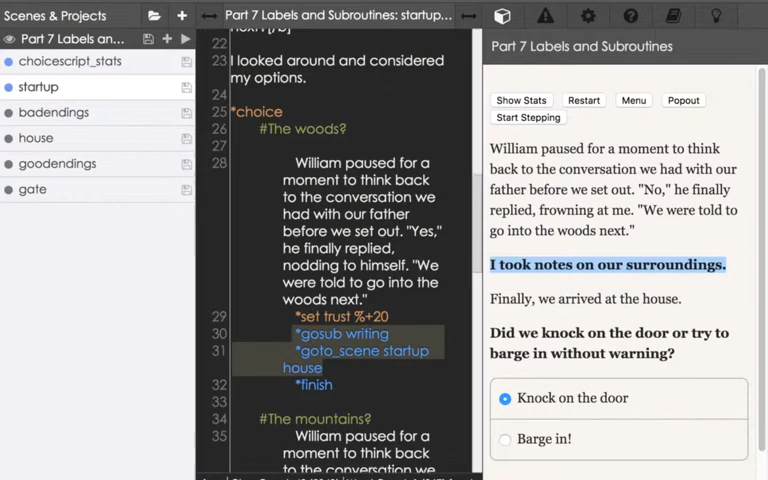 Scenes & Projects
Part 7 Labels an...
choicescript_stats
startup
badendings
house
goodendings
gate
Part 7 Labels and Subroutines: startup...
22
23 I looked around and considered
my options.
24
25 *choice
26 #The woods?
27
28 William paused for a
moment to think back
to the conversation we
had with our father
before we set out. "Yes,"
he finally replied,
nodding to himself. "We
were told to go into the
woods next."
29 *set trust %+20
30 *gosub writing
31 *goto_scene startup
house
32 *finish
33
34 #The mountains?
35 William paused for a
moment to think back
to the conversation we
Part 7 Labels and Subroutines
Show Stats Restart Menu Popout
Start Stepping
William paused for a moment to think
back to the conversation we had with our
father before we set out. "No," he finally
replied, frowning at me. "We were told to
go into the woods next."
I took notes on our surroundings.
Finally, we arrived at the house.
Did we knock on the door or try to
barge in without warning?
Knock on the door
Barge in!